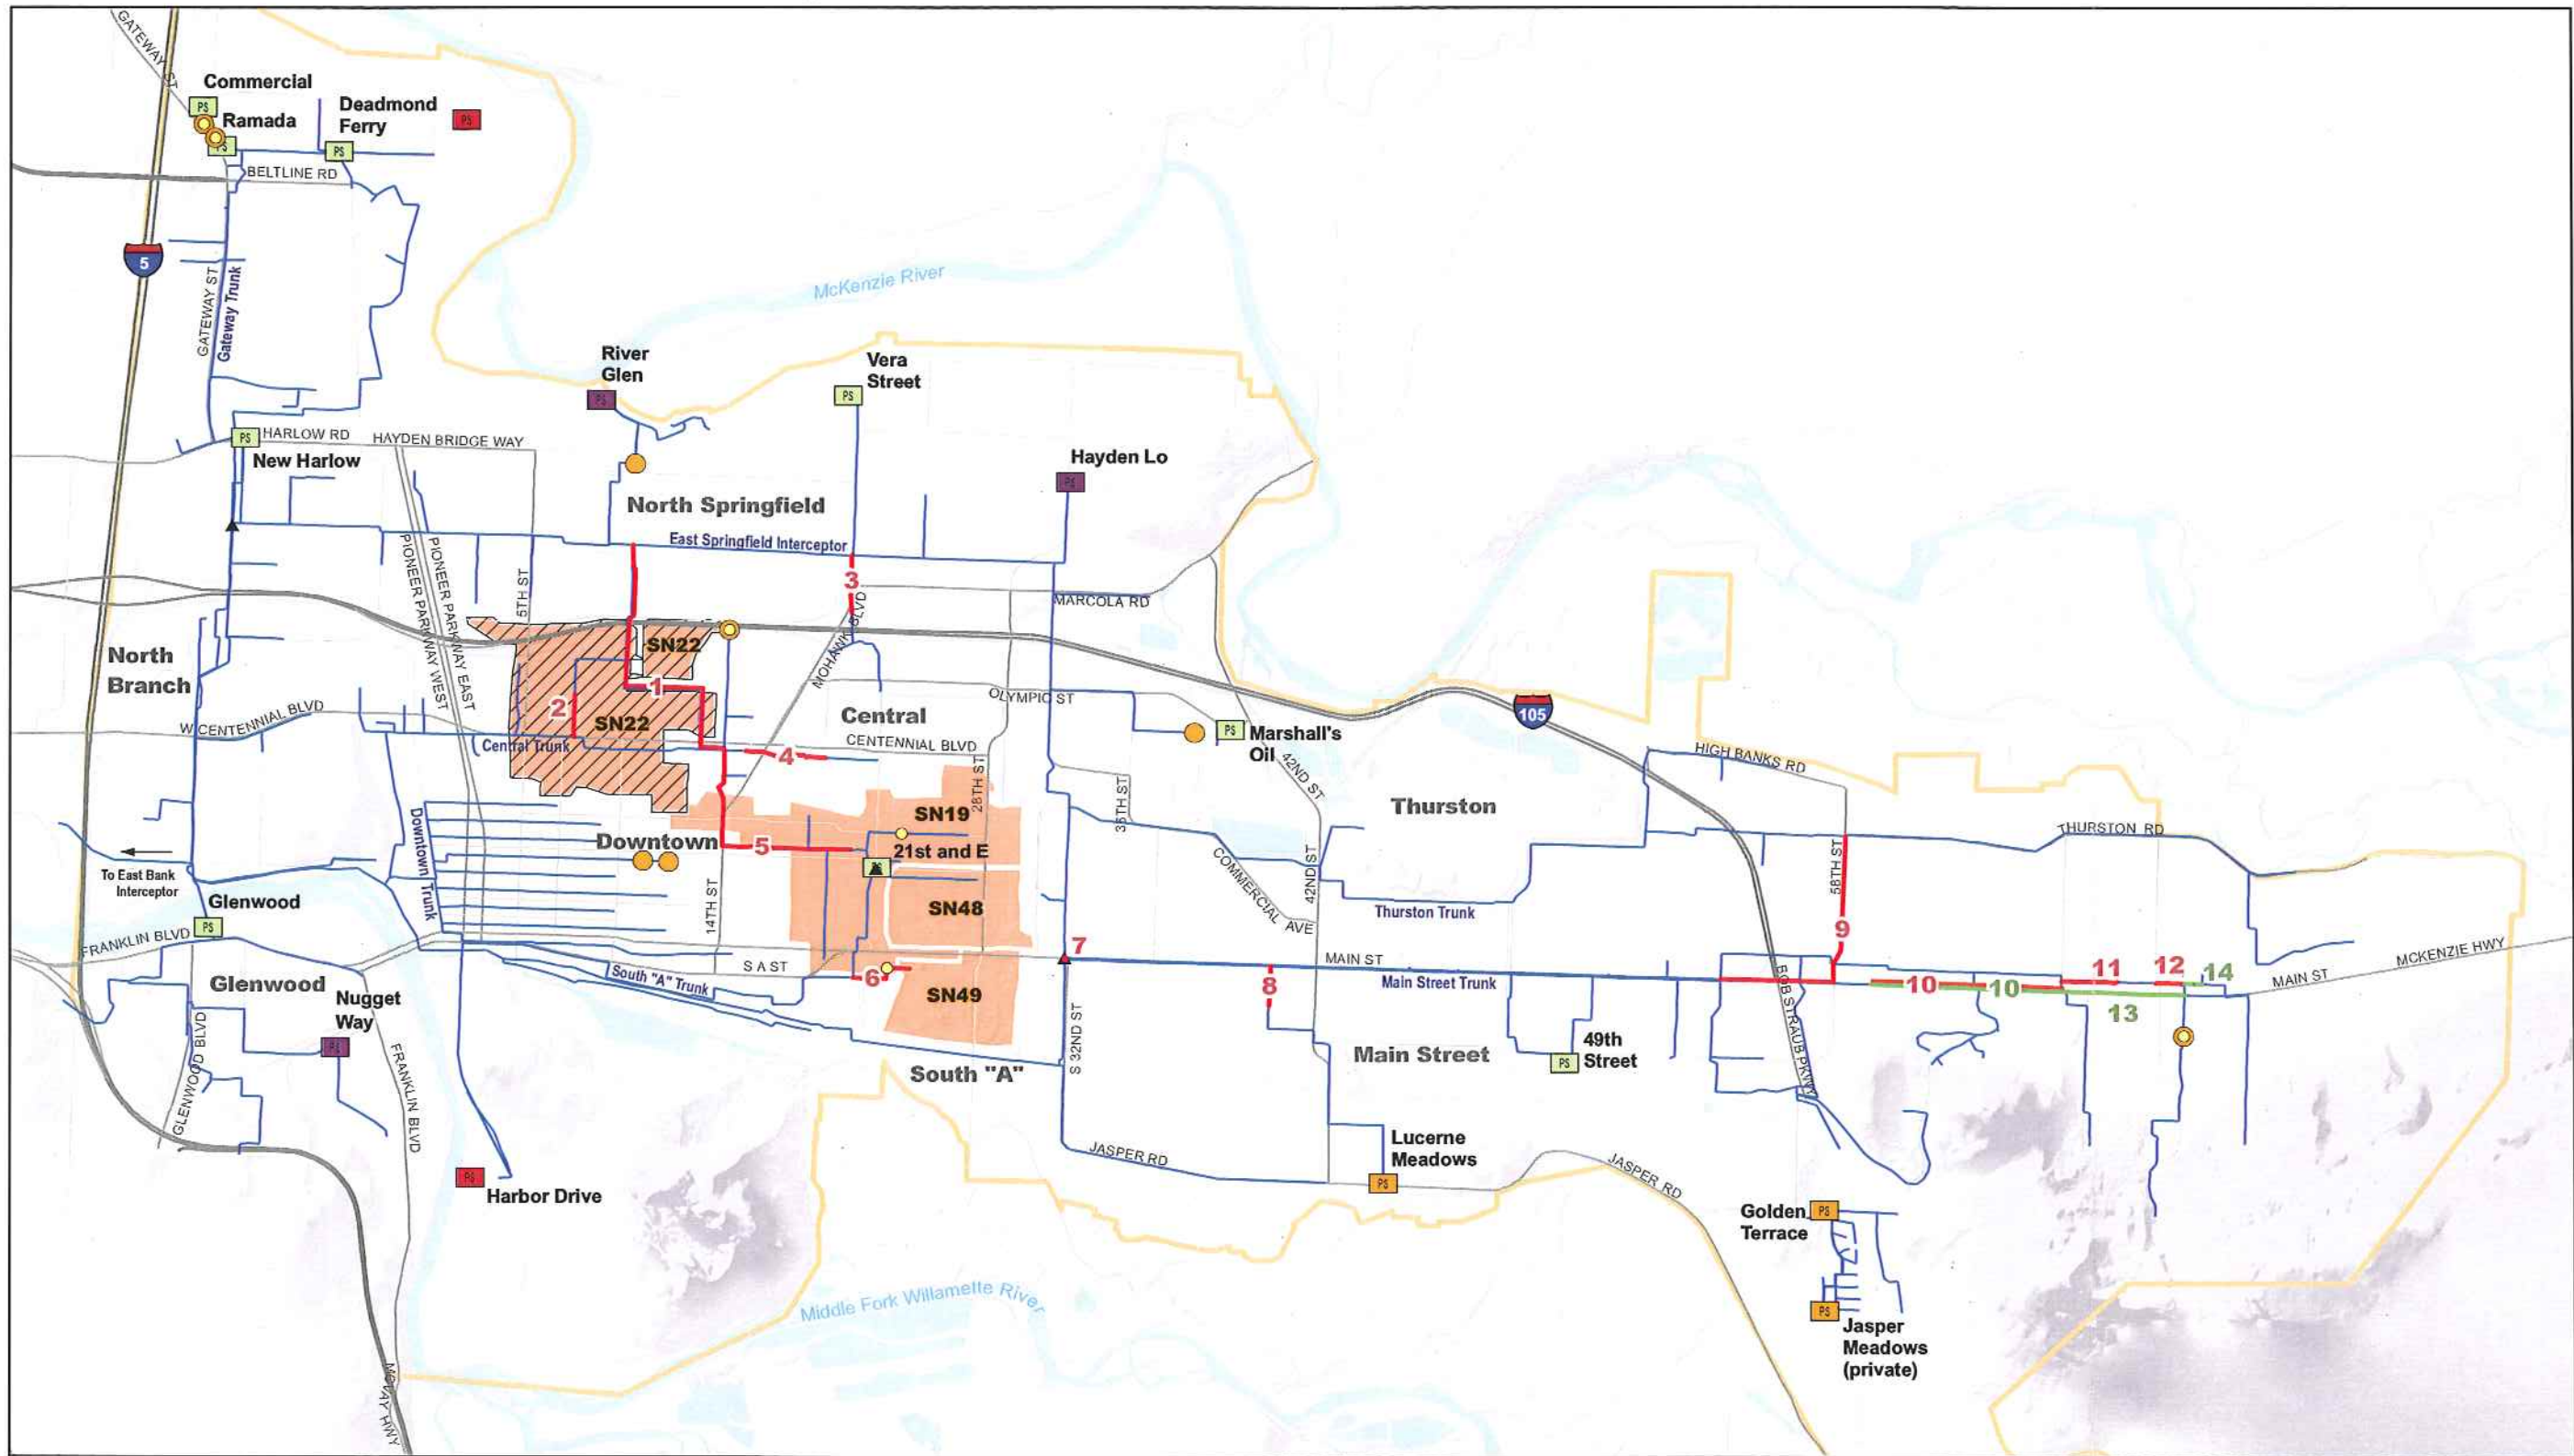 GATEWAY ST
Commercial
PS
Ramada
PS
Deadmond
Ferry
PS
PS
BELTLINE RD
5
GATEWAY ST
Gateway Trunk
McKenzie River
River
Glen
PS
Vera
Street
PS
PS
HARLOW RD
HAYDEN BRIDGE WAY
New Harlow
Hayden Lo
PS
North Springfield
East Springfield Interceptor
PIONEER PARKWAY WEST
PIONEER PARKWAY EAST
5TH ST
3
MARCOLA RD
MOHAWK BLVD
North
Branch
SN22
1
2
SN22
OLYMPIC ST
W CENTENNIAL BLVD
Central
Central Trunk
CENTENNIAL BLVD
4
PS
Marshall's
Oil
105
42ND ST
HIGH BANKS RD
28TH ST
35TH ST
Thurston
SN19
THURSTON RD
Downtown Trunk
Downtown
5
21st and E
To East Bank
Interceptor
COMMERCIAL AVE
42ND ST
58TH ST
Glenwood
PS
14TH ST
SN48
Thurston Trunk
FRANKLIN BLVD
9
7
MAIN ST
S A ST
6
South "A" Trunk
8
Main Street Trunk
BOB STRAUB PKWY
10
10
11
12
14
13
MAIN ST
MCKENZIE HWY
Glenwood
SN49
Nugget
Way
PS
GLENWOOD BLVD
FRANKLIN BLVD
S 32ND ST
Main Street
49th
Street
PS
South "A"
JASPER RD
Lucerne
Meadows
PS
JASPER RD
PS
Harbor Drive
Golden
Terrace
PS
Middle Fork Willamette River
PS
Jasper
Meadows
(private)
MCVAY HWY